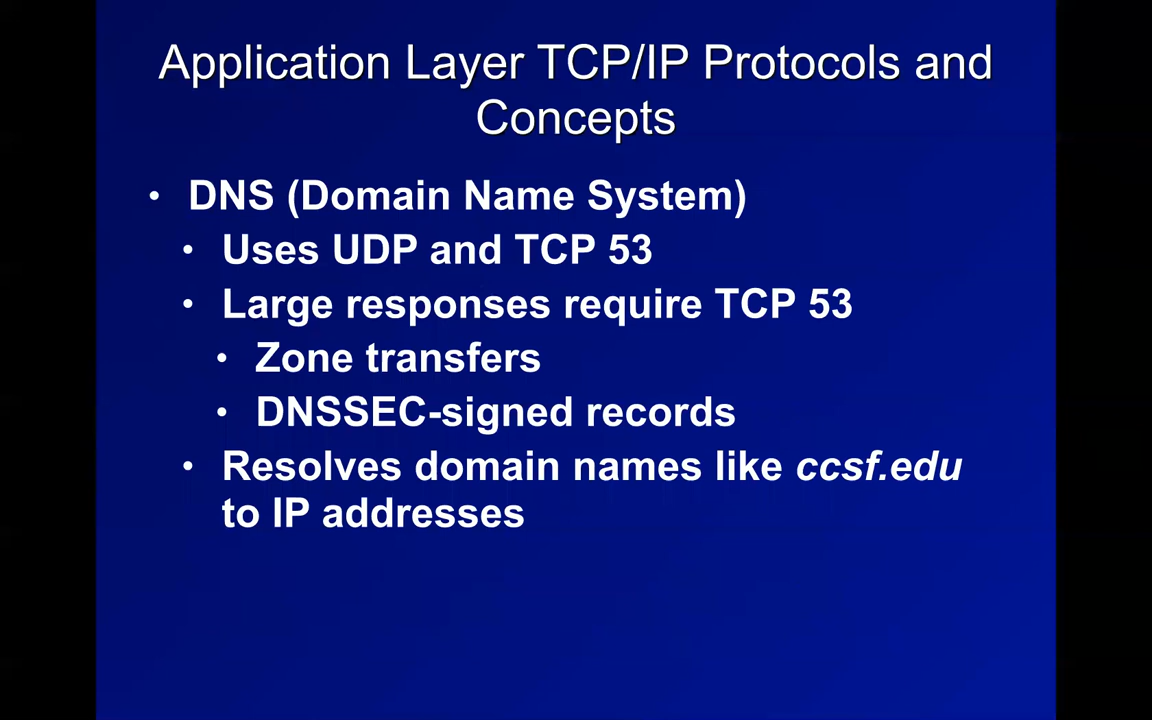 Application Layer TCP/IP Protocols and
Concepts
• DNS (Domain Name System)
• Uses UDP and TCP 53
• Large responses require TCP 53
• Zone transfers
• DNSSEC-signed records
• Resolves domain names like ccsf.edu
to IP addresses